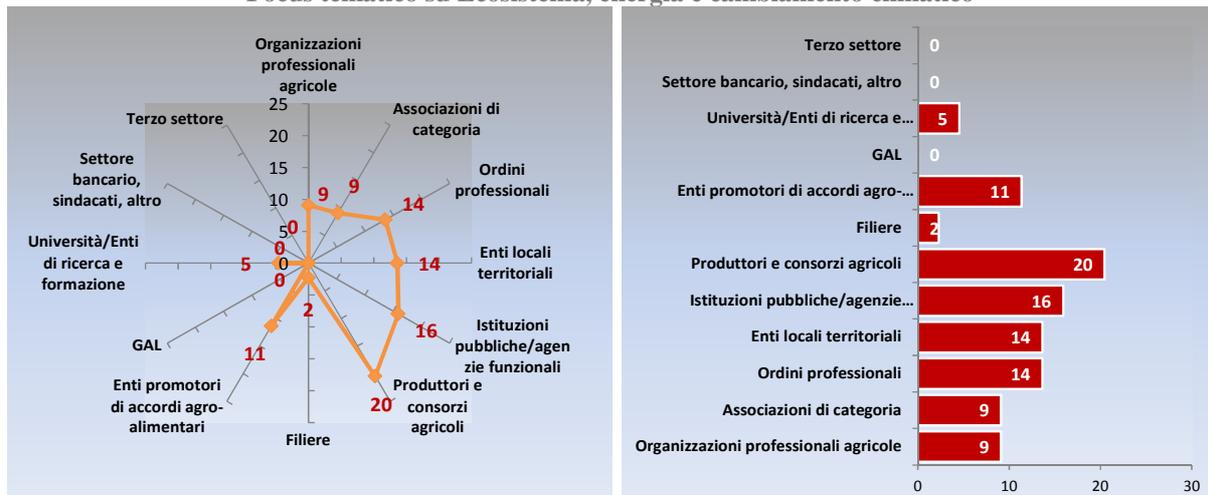 Focus tematico su Ecosistema, energia e cambiamento climatico
Organizzazioni
professionali
agricole
Associazioni di
categoria
Ordini
professionali
Enti locali
territoriali
Istituzioni
pubbliche/agen
zie funzionali
Produttori e
consorzi
agricoli
Filiere
Enti promotori
di accordi agro-
alimentari
GAL
Università/Enti
di ricerca e
formazione
Settore
bancario,
sindacati, altro
Terzo settore
25
20
15
10
5
0
9
9
14
14
16
20
2
11
0
5
0
0
Terzo settore 0
Settore bancario, sindacati, altro 0
Università/Enti di ricerca e... 5
GAL 0
Enti promotori di accordi agro-... 11
Filiere 2
Produttori e consorzi agricoli 20
Istituzioni pubbliche/agenzie... 16
Enti locali territoriali 14
Ordini professionali 14
Associazioni di categoria 9
Organizzazioni professionali agricole 9
0 10 20 30